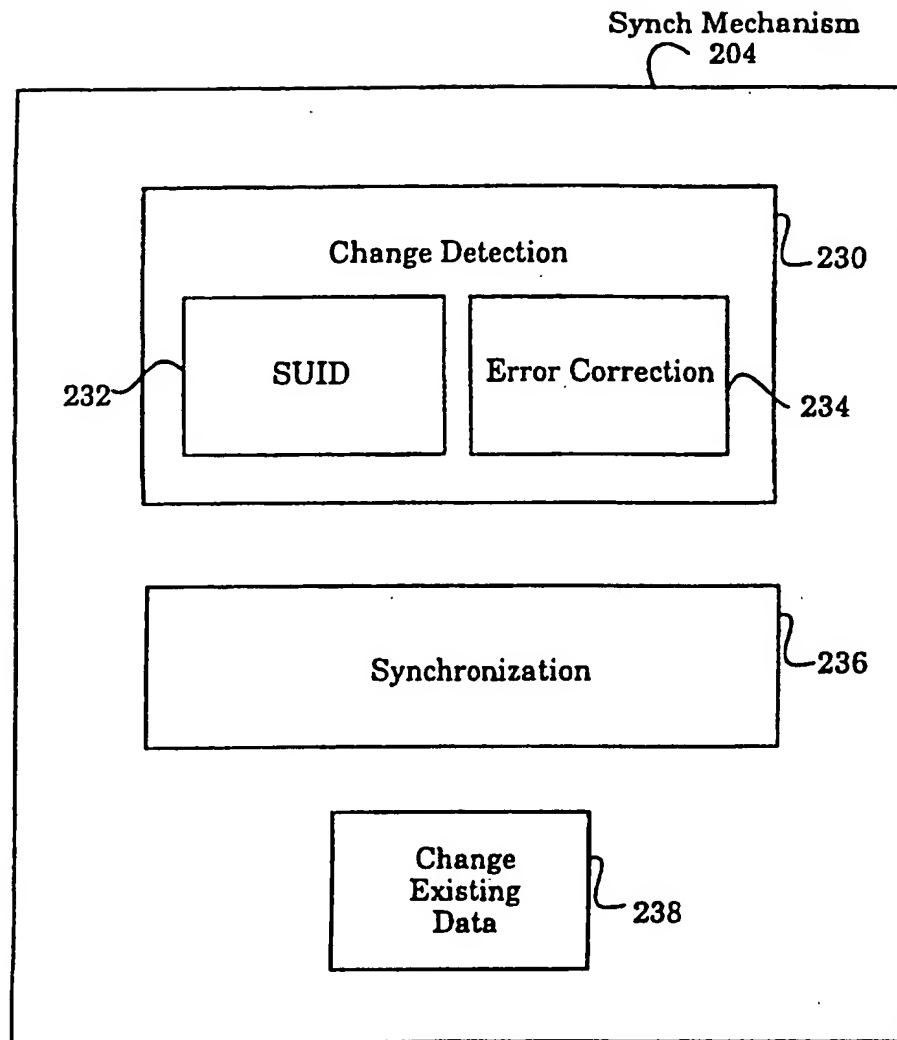 Synch Mechanism
204
Change Detection
230
SUID
Error Correction
232
234
Synchronization
236
Change
Existing
Data
238